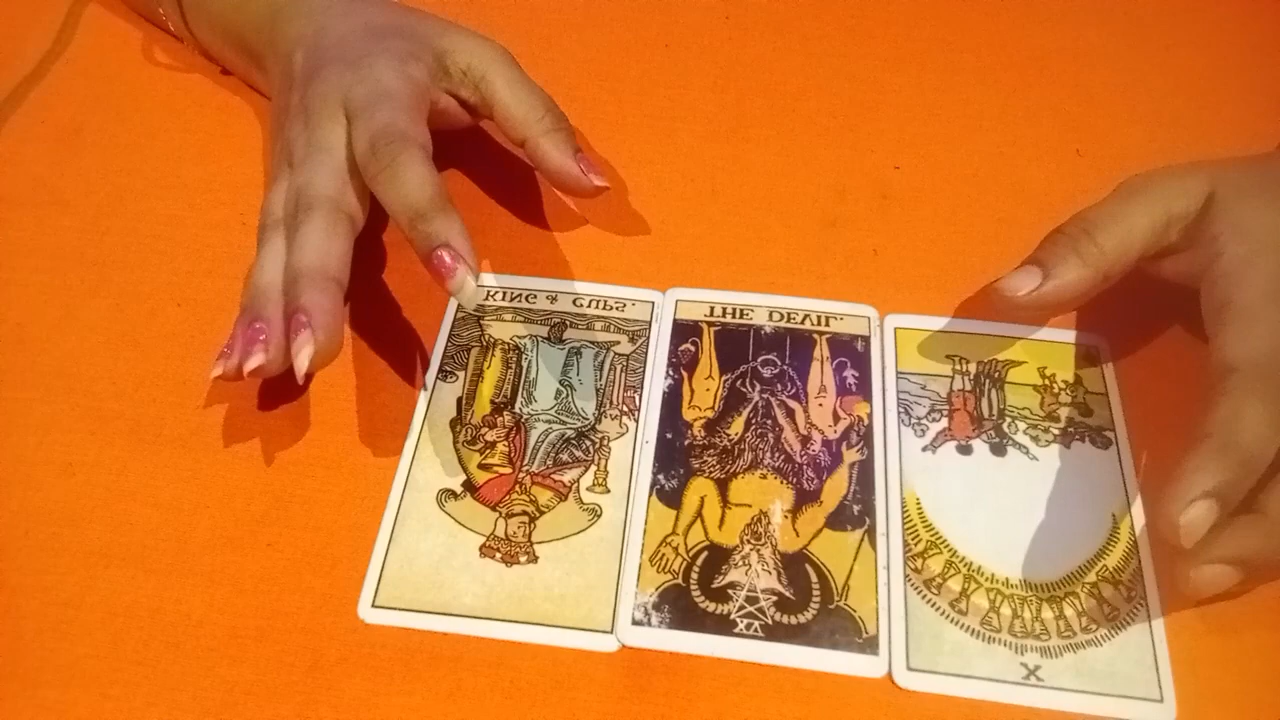 KING of CUPS.
THE DEVIL.
XV
X